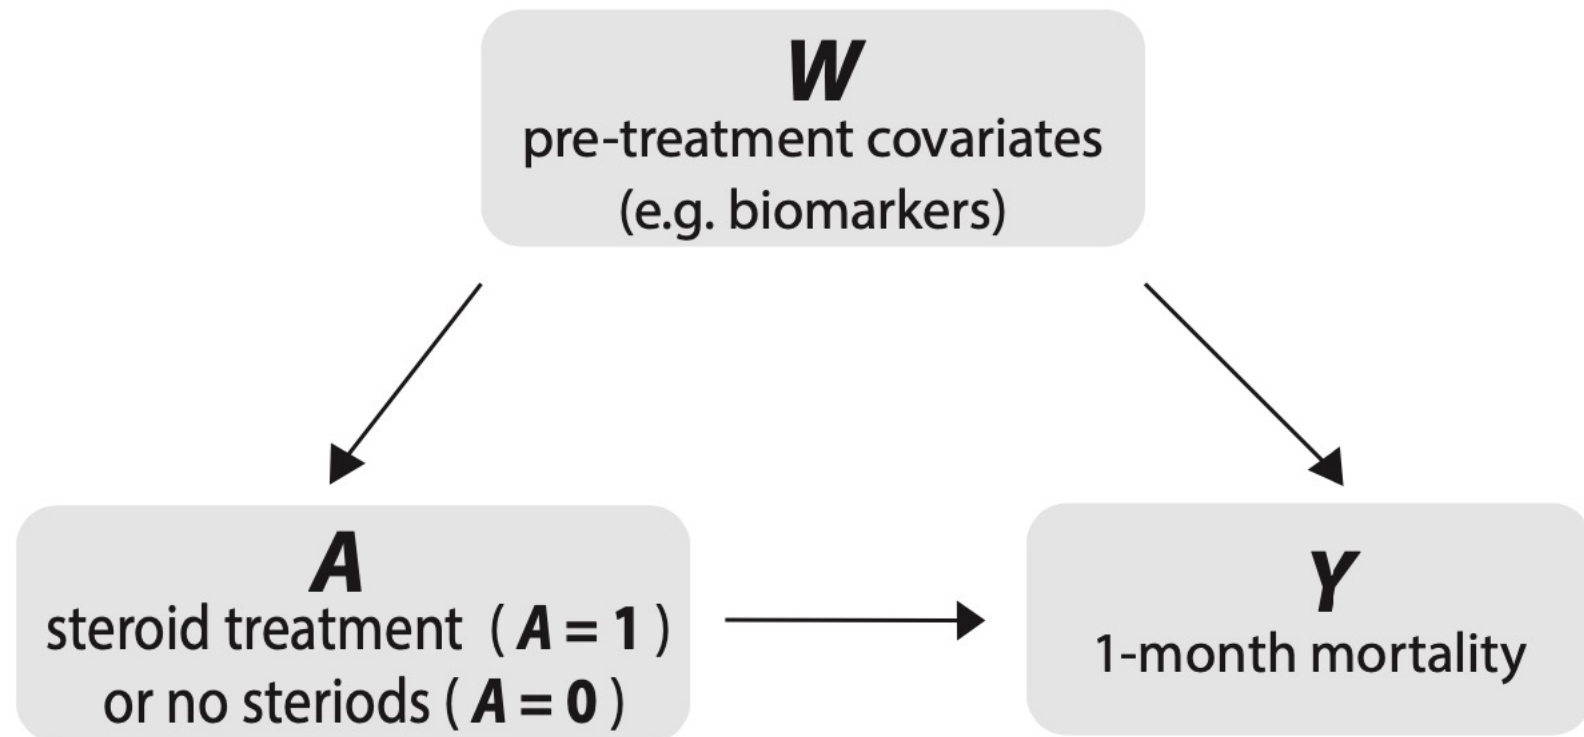 W
pre-treatment covariates
(e.g. biomarkers)
A
steroid treatment ( A = 1 )
or no steriods ( A = 0 )
Y
1-month mortality